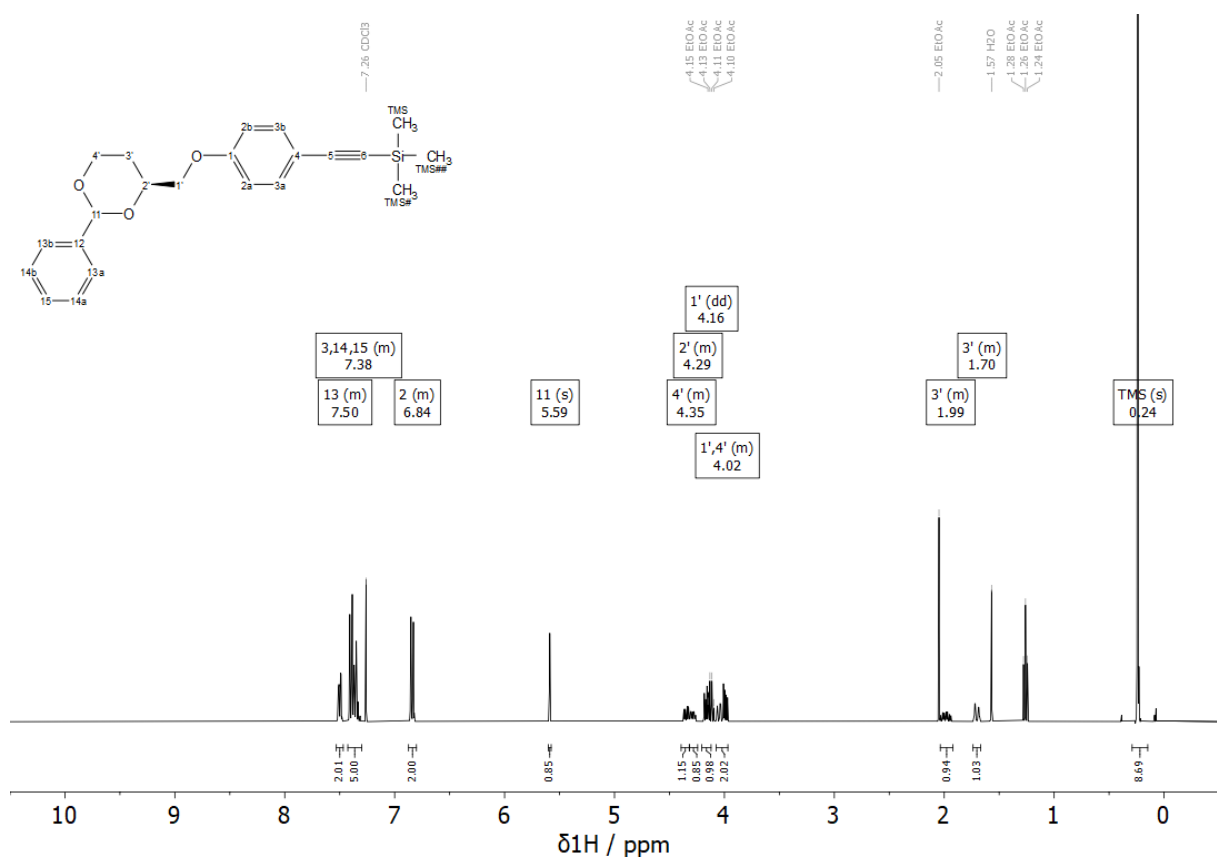 7.26 CDCl3
4.15 EtOAc
4.13 EtOAc
4.11 EtOAc
4.10 EtOAc
2.05 EtOAc
1.57 H2O
1.28 EtOAc
1.26 EtOAc
1.24 EtOAc
TMS
CH3
2b
3b
4'
3'
O
1
4
5
6
Si
CH3
TMS##
2'
1'
2a
3a
CH3
TMS#
O
11
O
13b
12
14b
13a
15
14a
1' (dd)
4.16
3,14,15 (m)
7.38
2' (m)
4.29
3' (m)
1.70
13 (m)
7.50
2 (m)
6.84
11 (s)
5.59
4' (m)
4.35
3' (m)
1.99
TMS (s)
0.24
1',4' (m)
4.02
2.01
5.00
2.00
0.85
1.15
0.85
0.98
2.02
0.94
1.03
8.69
10 9 8 7 6 5 4 3 2 1 0
δ1H / ppm